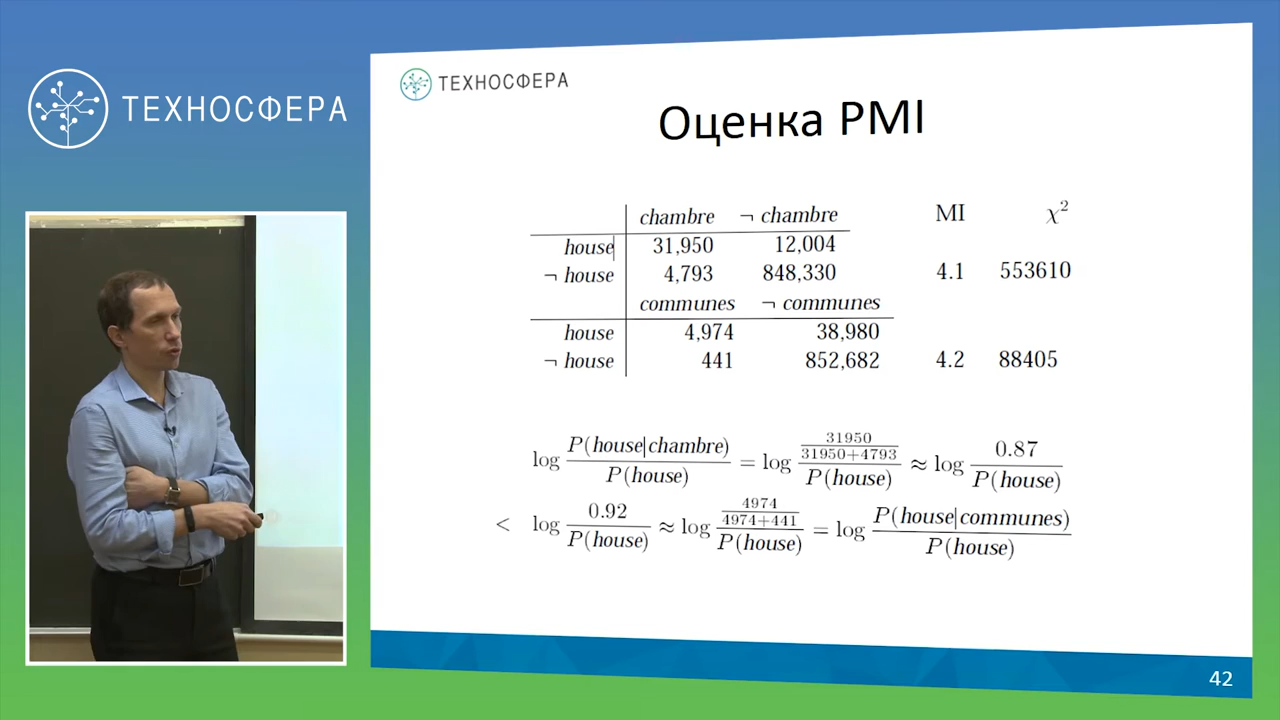 ТЕХНОСФЕРА
ТЕХНОСФЕРА
Оценка PMI
chambre ¬ chambre MI χ²
house 31,950 12,004
¬ house 4,793 848,330 4.1 553610
communes ¬ communes
house 4,974 38,980
¬ house 441 852,682 4.2 88405
log P(house|chambre) / P(house) = log (31950 / (31950+4793)) / P(house) ≈ log 0.87 / P(house)
< log 0.92 / P(house) ≈ log (4974 / (4974+441)) / P(house) = log P(house|communes) / P(house)
42